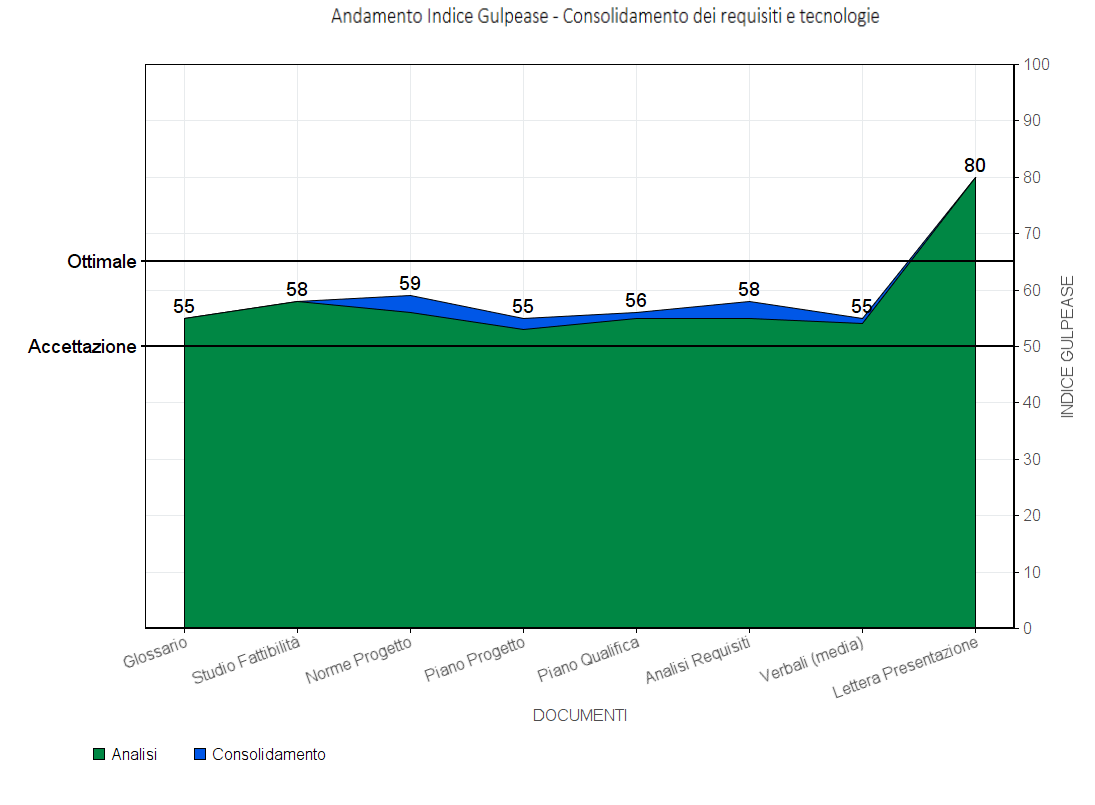 Andamento Indice Gulpease - Consolidamento dei requisiti e tecnologie
100
90
80
80
70
Ottimale
60
59
58
58
55
55
56
55
Accettazione
50
40
30
20
10
0
INDICE GULPEASE
Glossario
Studio Fattibilità
Norme Progetto
Piano Progetto
Piano Qualifica
Analisi Requisiti
Verbali (media)
Lettera Presentazione
DOCUMENTI
Analisi
Consolidamento